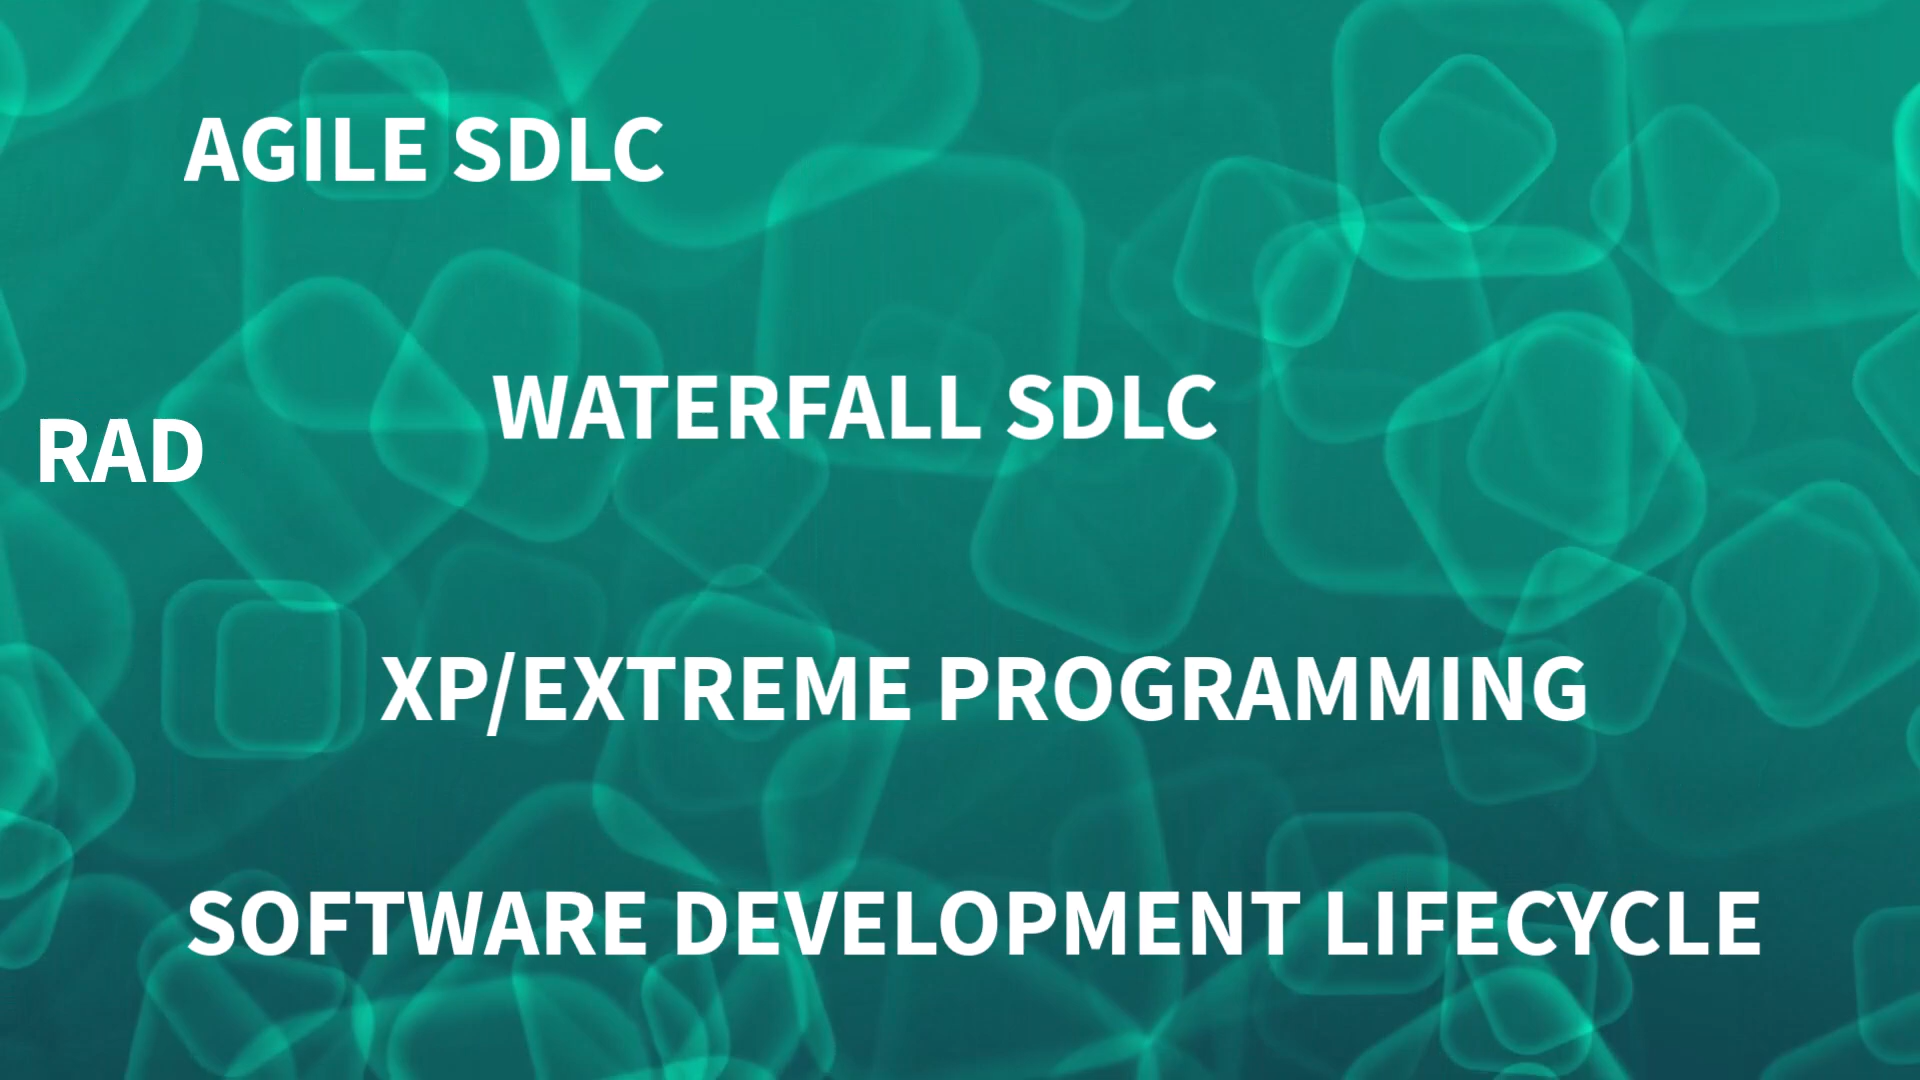 AGILE SDLC
WATERFALL SDLC
RAD
XP/EXTREME PROGRAMMING
SOFTWARE DEVELOPMENT LIFECYCLE